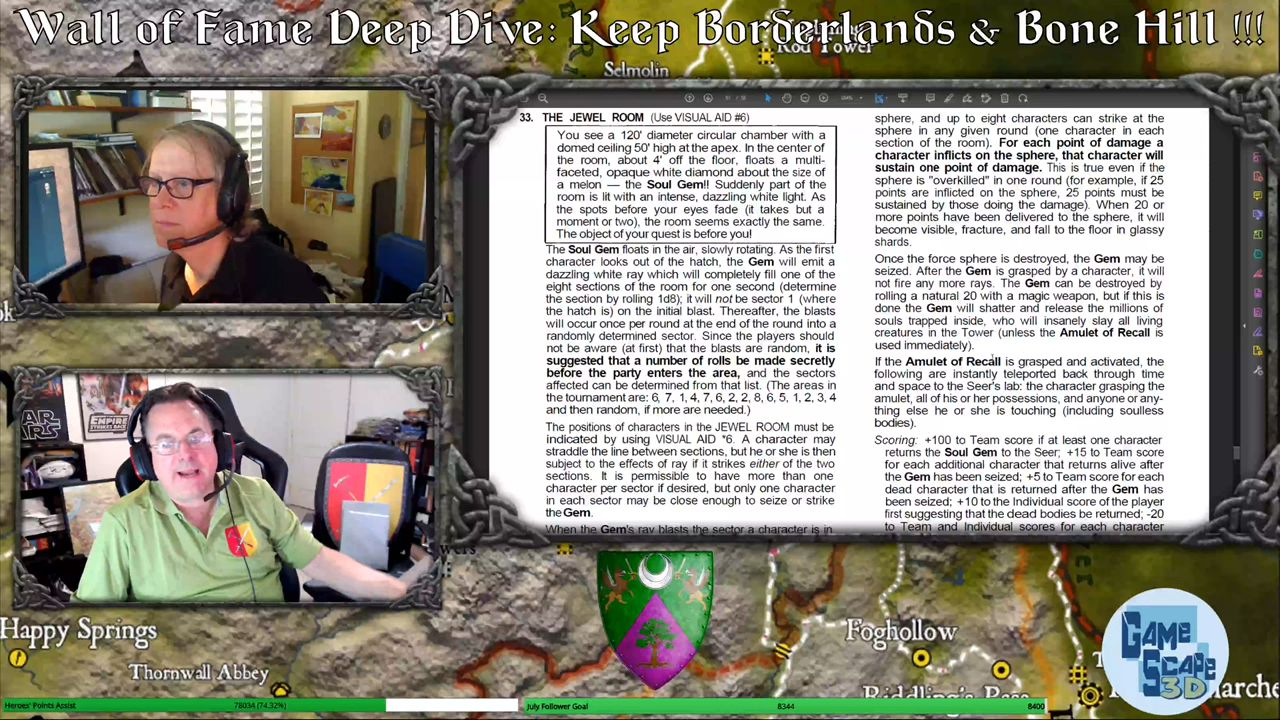 Wall of Fame Deep Dive: Keep Borderlands & Bone Hill !!!
Rod Tower
Selmolin
33. THE JEWEL ROOM (Use VISUAL AID #6)
You see a 120' diameter circular chamber with a
domed ceiling 50' high at the apex. In the center of
the room, about 4' off the floor, floats a multi-
faceted, opaque white diamond about the size of
a melon — the Soul Gem!! Suddenly part of the
room is lit with an intense, dazzling white light. As
the spots before your eyes fade (it takes but a
moment or two), the room seems exactly the same.
The object of your quest is before you!
The Soul Gem floats in the air, slowly rotating. As the first
character looks out of the hatch, the Gem will emit a
dazzling white ray which will completely fill one of the
eight sections of the room for one second (determine
the section by rolling 1d8); it will not be sector 1 (where
the hatch is) on the initial blast. Thereafter, the blasts
will occur once per round at the end of the round into a
randomly determined sector. Since the players should
not be aware (at first) that the blasts are random, it is
suggested that a number of rolls be made secretly
before the party enters the area, and the sectors
affected can be determined from that list. (The areas in
the tournament are: 6, 7, 1, 4, 7, 6, 2, 2, 8, 6, 5, 1, 2, 3, 4
and then random, if more are needed.)
The positions of characters in the JEWEL ROOM must be
indicated by using VISUAL AID *6. A character may
straddle the line between sections, but he or she is then
subject to the effects of ray if it strikes either of the two
sections. It is permissible to have more than one
character per sector if desired, but only one character
in each sector may be close enough to seize or strike
the Gem.
When the Gem's ray blasts the sector a character is in
sphere, and up to eight characters can strike at the
sphere in any given round (one character in each
section of the room). For each point of damage a
character inflicts on the sphere, that character will
sustain one point of damage. This is true even if the
sphere is "overkilled" in one round (for example, if 25
points are inflicted on the sphere, 25 points must be
sustained by those doing the damage). When 20 or
more points have been delivered to the sphere, it will
become visible, fracture, and fall to the floor in glassy
shards.
Once the force sphere is destroyed, the Gem may be
seized. After the Gem is grasped by a character, it will
not fire any more rays. The Gem can be destroyed by
rolling a natural 20 with a magic weapon, but if this is
done the Gem will shatter and release the millions of
souls trapped inside, who will insanely slay all living
creatures in the Tower (unless the Amulet of Recall is
used immediately).
If the Amulet of Recall is grasped and activated, the
following are instantly teleported back through time
and space to the Seer's lab: the character grasping the
amulet, all of his or her possessions, and anyone or any-
thing else he or she is touching (including soulless
bodies).
Scoring: +100 to Team score if at least one character
returns the Soul Gem to the Seer; +15 to Team score
for each additional character that returns alive after
the Gem has been seized; +5 to Team score for each
dead character that is returned after the Gem has
been seized; +10 to the Individual score of the player
first suggesting that the dead bodies be returned; -20
to Team and Individual scores for each character
STAR
WARS
EMPIRE
STRIKES
BACK
Happy Springs
Thornwall Abbey
Foghollow
GAME
SCAPE
3D
Heroes' Points Assist
78034 (74.32%)
July Follower Goal
8344
8400